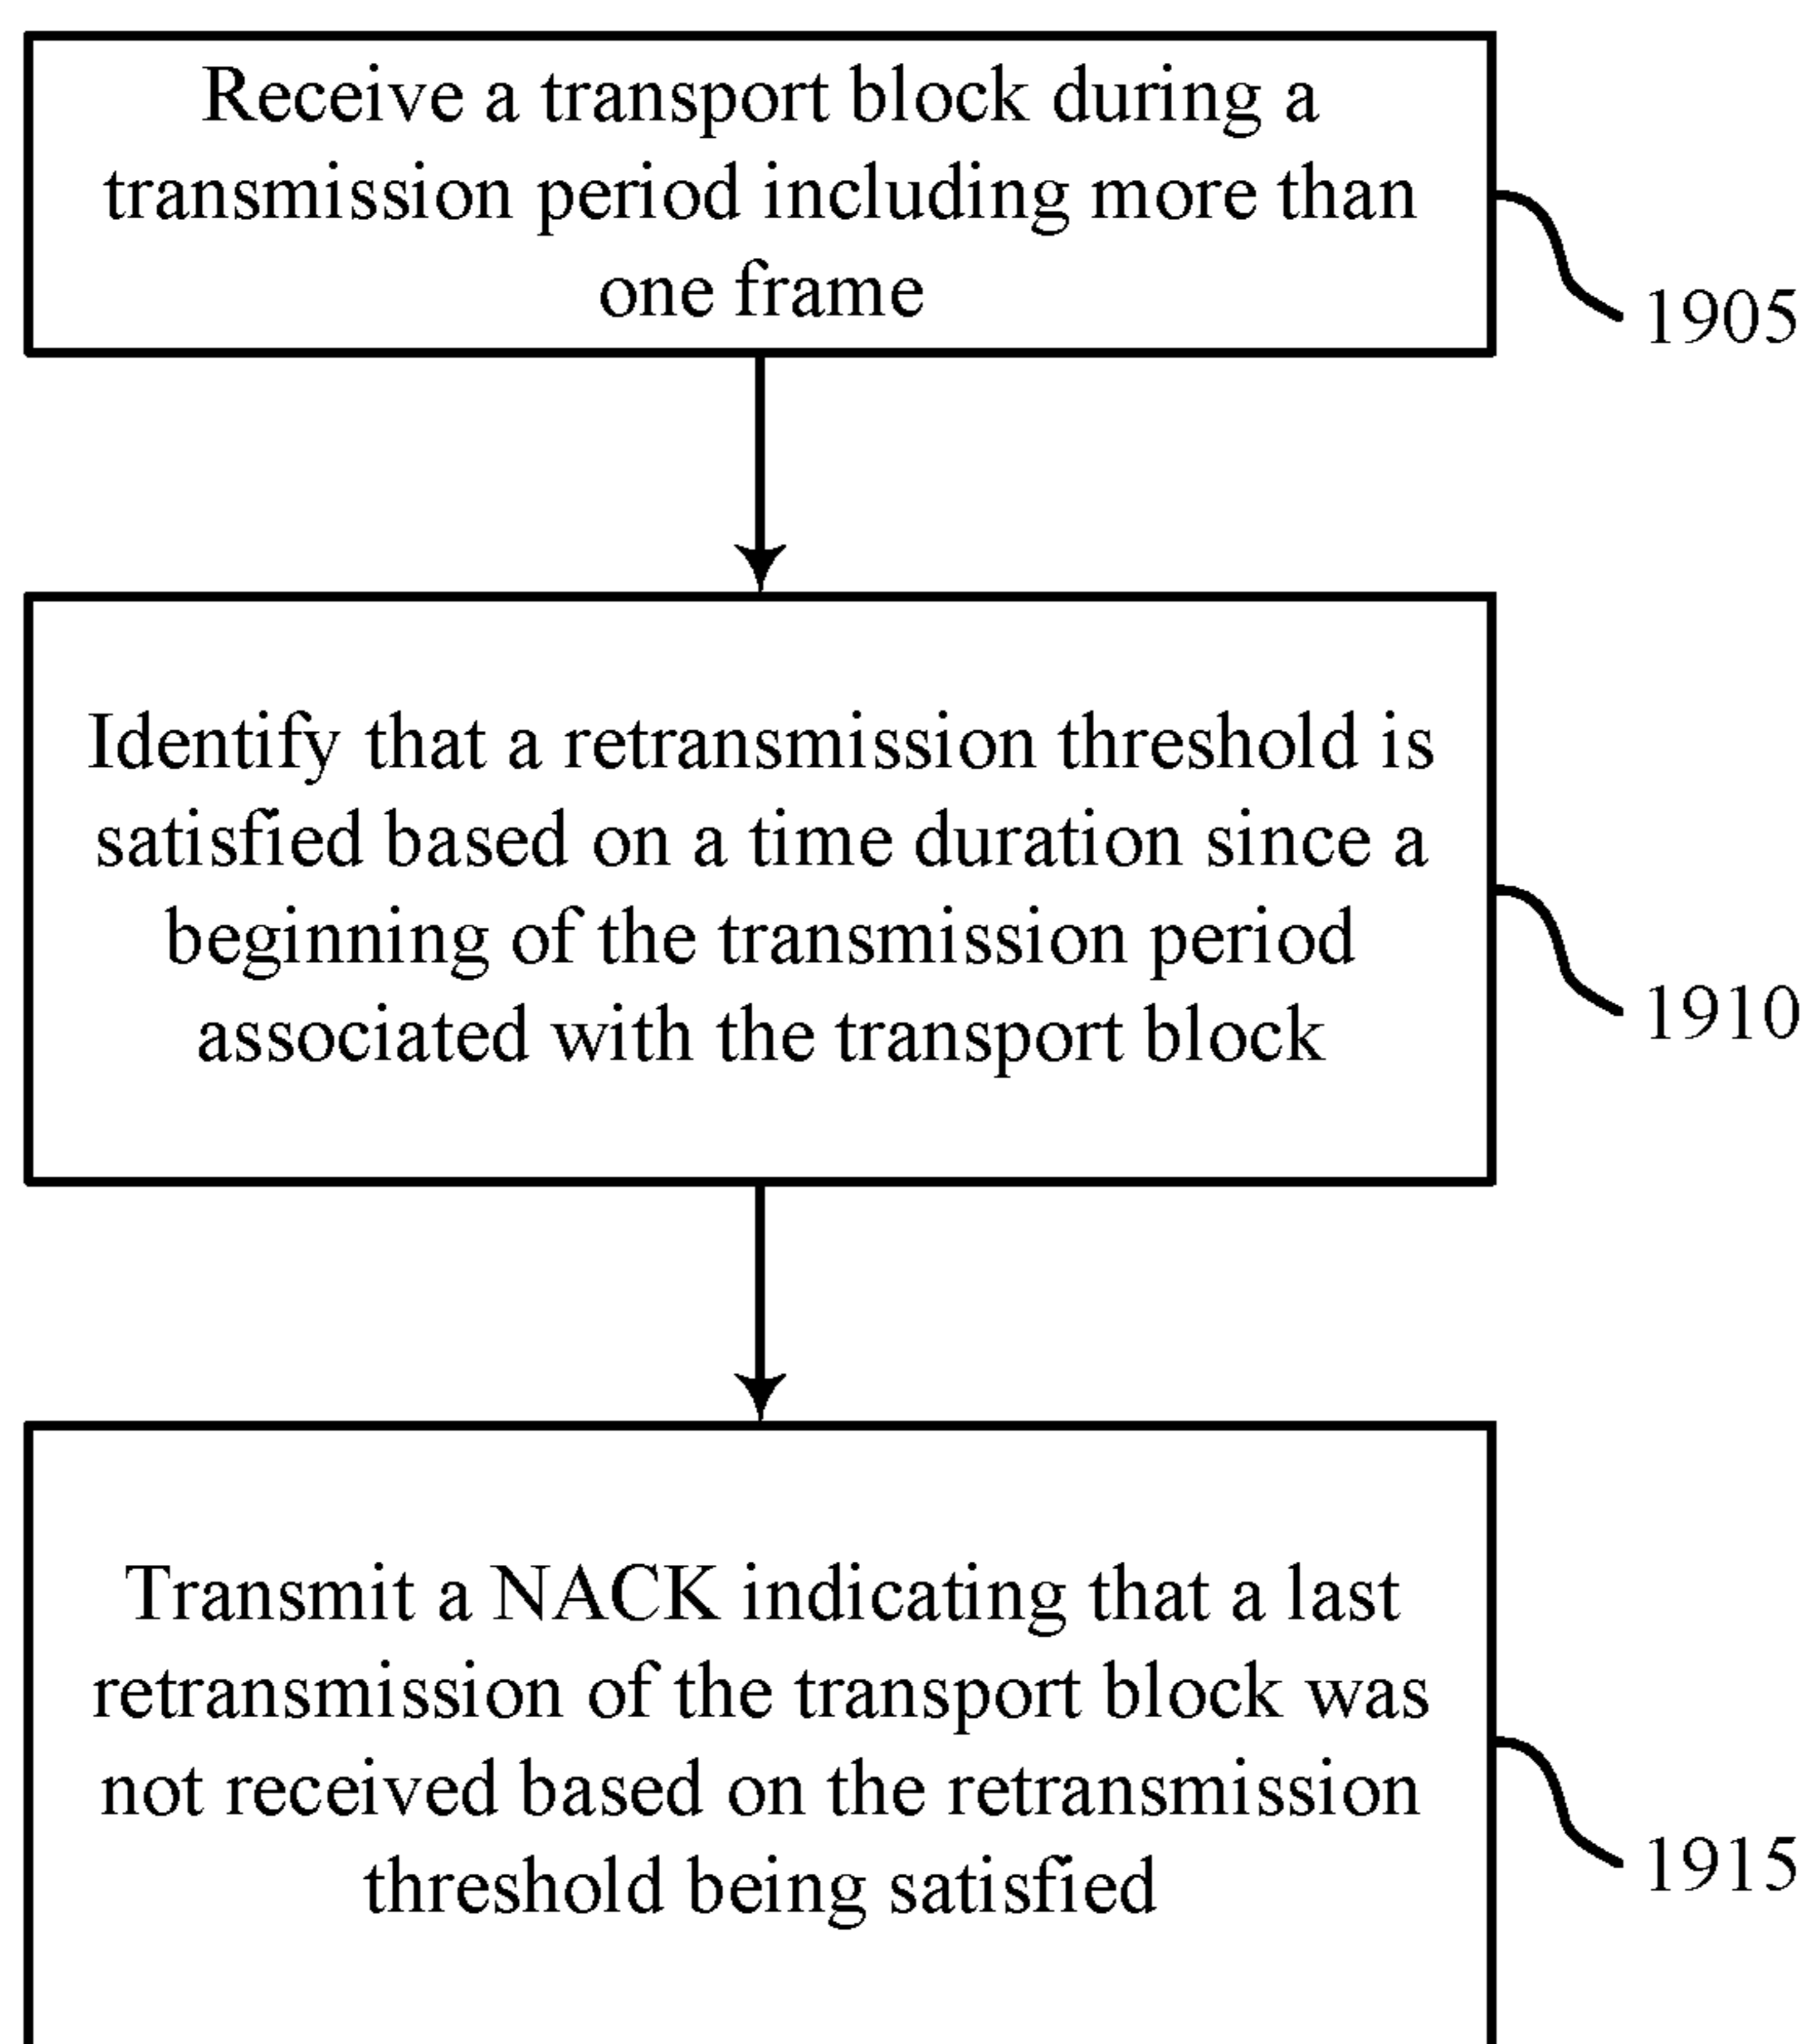 Receive a transport block during a
transmission period including more than
one frame
1905
Identify that a retransmission threshold is
satisfied based on a time duration since a
beginning of the transmission period
associated with the transport block
1910
Transmit a NACK indicating that a last
retransmission of the transport block was
not received based on the retransmission
threshold being satisfied
1915